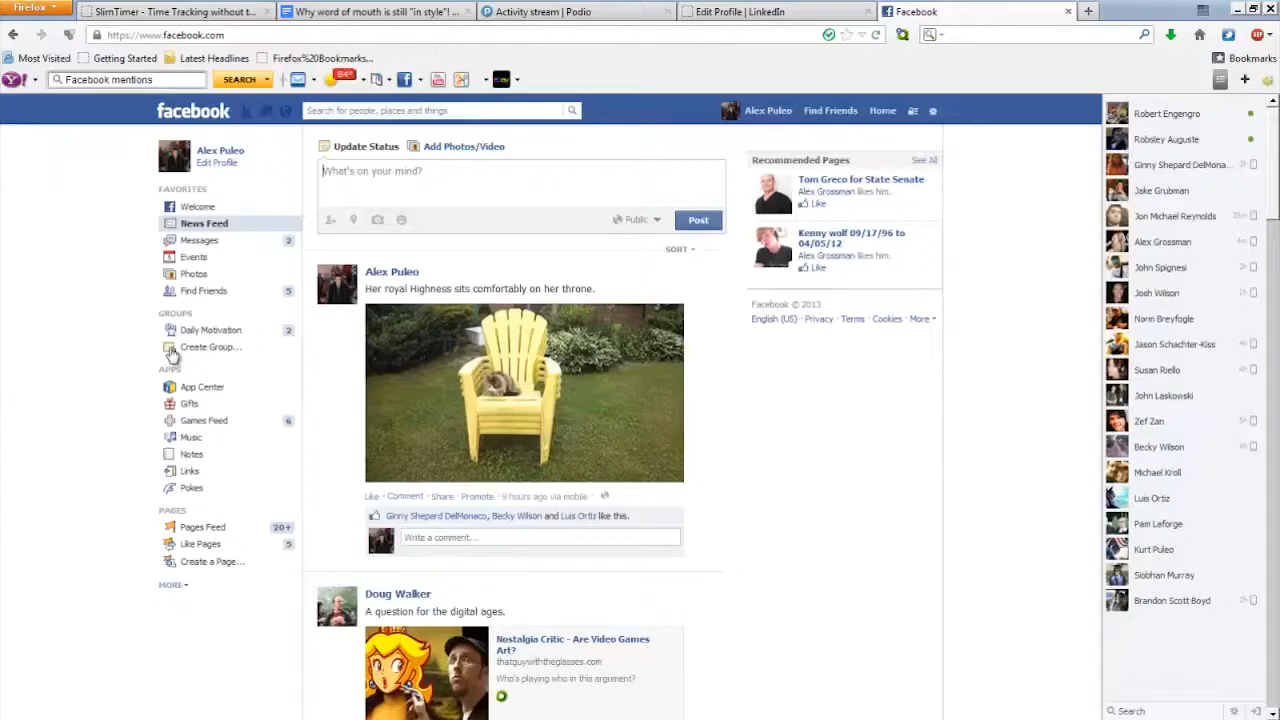 Firefox
SlimTimer - Time Tracking without t...
"Why word of mouth is still "in style"!...
Activity stream / Podio
Edit Profile | LinkedIn
Facebook
https://www.facebook.com
Most Visited
Getting Started
Latest Headlines
Firefox%20Bookmarks...
Bookmarks
Facebook mentions
SEARCH
84°
You Tube
ebay
facebook
Search for people, places and things
Alex Puleo
Find Friends
Home
Alex Puleo
Edit Profile
FAVORITES
Welcome
News Feed
Messages 2
Events
Photos
Find Friends 5
GROUPS
Daily Motivation 2
Create Group...
APPS
App Center
Gifts
Games Feed 6
Music
Notes
Links
Pokes
PAGES
Pages Feed 20+
Like Pages 5
Create a Page...
MORE
Update Status
Add Photos/Video
What's on your mind?
Public
Post
SORT
Alex Puleo
Her royal Highness sits comfortably on her throne.
Like · Comment · Share · Promote · 9 hours ago via mobile ·
Ginny Shepard DelMonaco, Becky Wilson and Luis Ortiz like this.
Write a comment...
Doug Walker
A question for the digital ages.
Nostalgia Critic - Are Video Games
Art?
thatguywiththeglasses.com
Who's playing who in this argument?
Recommended Pages
See All
Tom Greco for State Senate
Alex Grossman likes him.
Like
Kenny wolf 09/17/96 to
04/05/12
Alex Grossman likes him.
Like
Facebook © 2013
English (US) · Privacy · Terms · Cookies · More
Robert Engengro
Robsley Auguste
Ginny Shepard DelMona...
Jake Grubman
Jon Michael Reynolds
Alex Grossman
John Spignesi
Josh Wilson
Norm Breyfogle
Jason Schachter-Kiss
Susan Riello
John Laskowski
Zef Zan
Becky Wilson
Michael Kroll
Luis Ortiz
Pam Laforge
Kurt Puleo
Siobhan Murray
Brandon Scott Boyd
Search